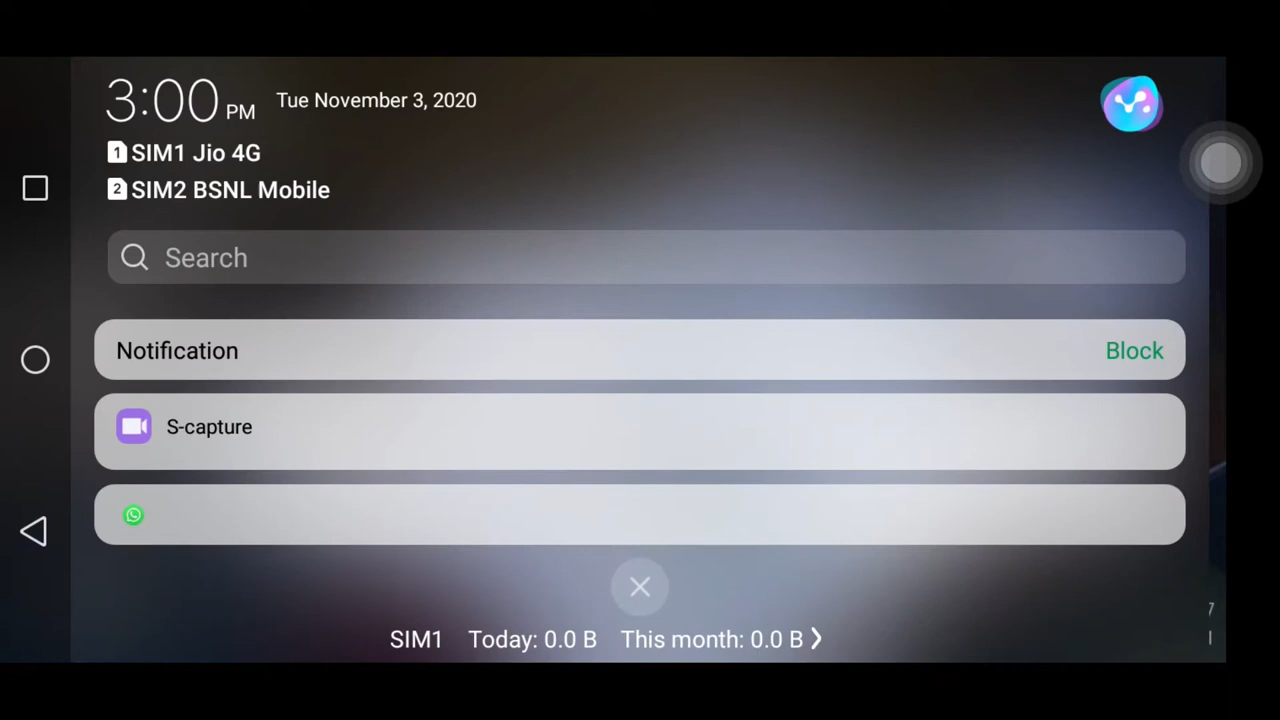 3:00 PM Tue November 3, 2020
1 SIM1 Jio 4G
2 SIM2 BSNL Mobile
Search
Notification Block
S-capture
SIM1 Today: 0.0 B This month: 0.0 B